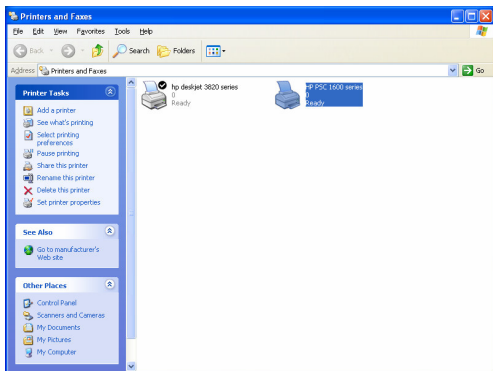 Printers and Faxes
File Edit View Favorites Tools Help
Back Search Folders
Address Printers and Faxes Go
Printer Tasks
Add a printer
See what's printing
Select printing
preferences
Pause printing
Share this printer
Rename this printer
Delete this printer
Set printer properties
See Also
Go to manufacturer's
Web site
Other Places
Control Panel
Scanners and Cameras
My Documents
My Pictures
My Computer
hp deskjet 3820 series
0
Ready
HP PSC 1600 series
0
Ready